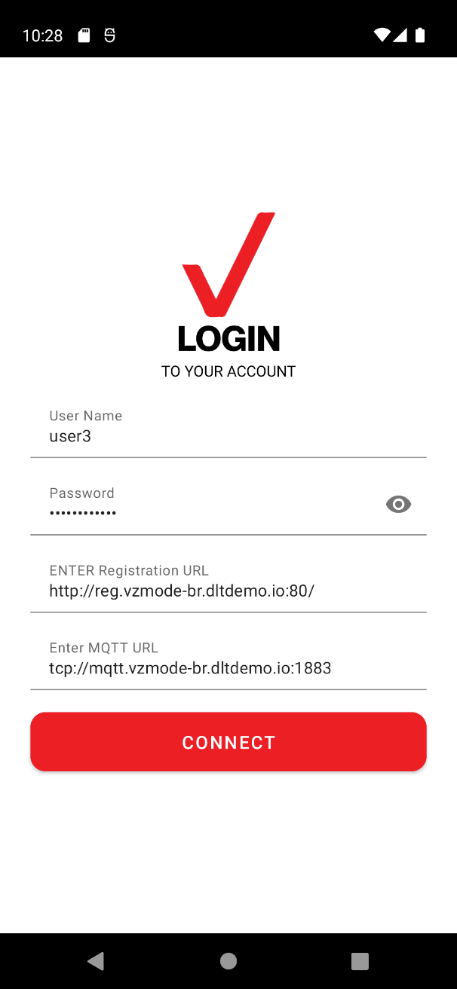 10:28
LOGIN
TO YOUR ACCOUNT
User Name
user3
Password
••••••••••••
ENTER Registration URL
http://reg.vzmode-br.dltdemo.io:80/
Enter MQTT URL
tcp://mqtt.vzmode-br.dltdemo.io:1883
CONNECT